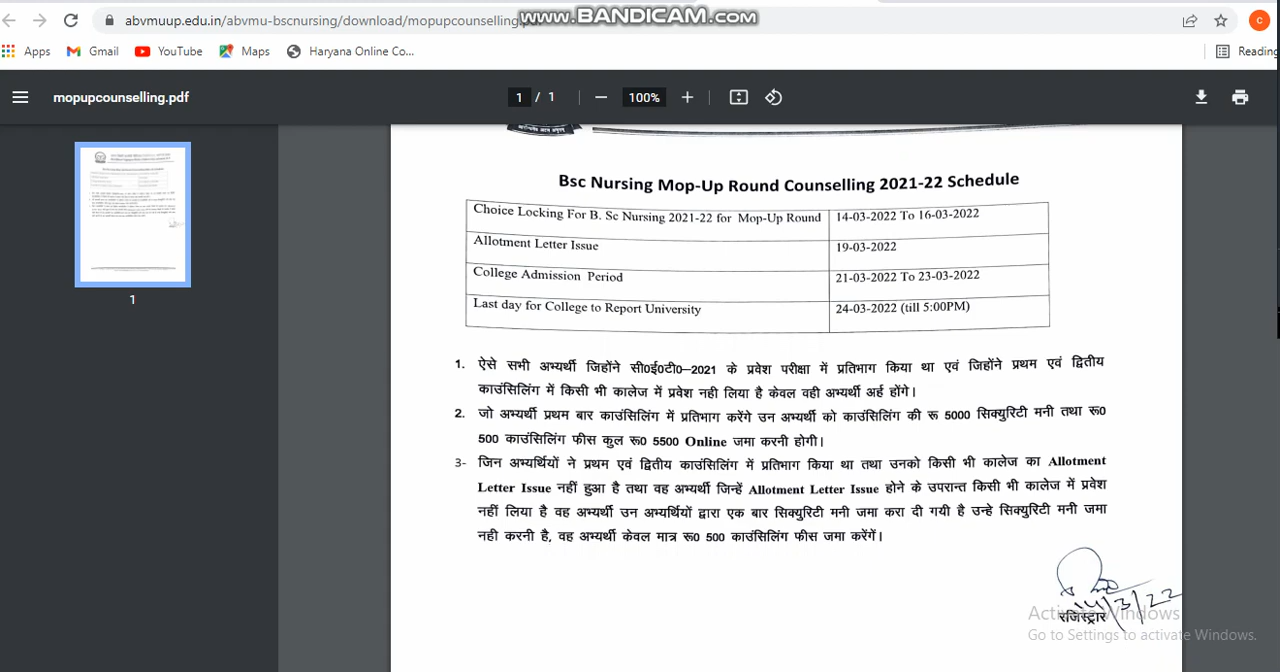 abvmuup.edu.in/abvmu-bscnursing/download/mopupcounselling.pdf
www.BANDICAM.com
Apps Gmail YouTube Maps Haryana Online Co... Reading
mopupcounselling.pdf 1 / 1 100%
1
Bsc Nursing Mop-Up Round Counselling 2021-22 Schedule
Choice Locking For B. Sc Nursing 2021-22 for Mop-Up Round 14-03-2022 To 16-03-2022
Allotment Letter Issue 19-03-2022
College Admission Period 21-03-2022 To 23-03-2022
Last day for College to Report University 24-03-2022 (till 5:00PM)
1. ऐसे सभी अभ्यर्थी जिहोंने सी0ई0टी0–2021 के प्रवेश परीक्षा में प्रतिभाग किया था एवं जिहोंने प्रथम एवं द्वितीय
काउंसिलिंग में किसी भी कालेज में प्रवेश नही लिया है केवल वही अभ्यर्थी अर्ह होंगे।
2. जो अभ्यर्थी प्रथम बार काउंसिलिंग में प्रतिभाग करेंगे उन अभ्यर्थी को काउंसिलिंग की रू 5000 सिक्युरिटी मनी तथा रू0
500 काउंसिलिंग फीस कुल रू0 5500 Online जमा करनी होगी।
3- जिन अभ्यर्थियों ने प्रथम एवं द्वितीय काउंसिलिंग में प्रतिभाग किया था तथा उनको किसी भी कालेज का Allotment
Letter Issue नहीं हुआ है तथा वह अभ्यर्थी जिन्हें Allotment Letter Issue होने के उपरान्त किसी भी कालेज में प्रवेश
नहीं लिया है वह अभ्यर्थी उन अभ्यर्थियों द्वारा एक बार सिक्युरिटी मनी जमा करा दी गयी है उन्हे सिक्युरिटी मनी जमा
नही करनी है, वह अभ्यर्थी केवल मात्र रू0 500 काउंसिलिंग फीस जमा करेंगें।
14/3/22
रजिस्ट्रार
Activate Windows
Go to Settings to activate Windows.